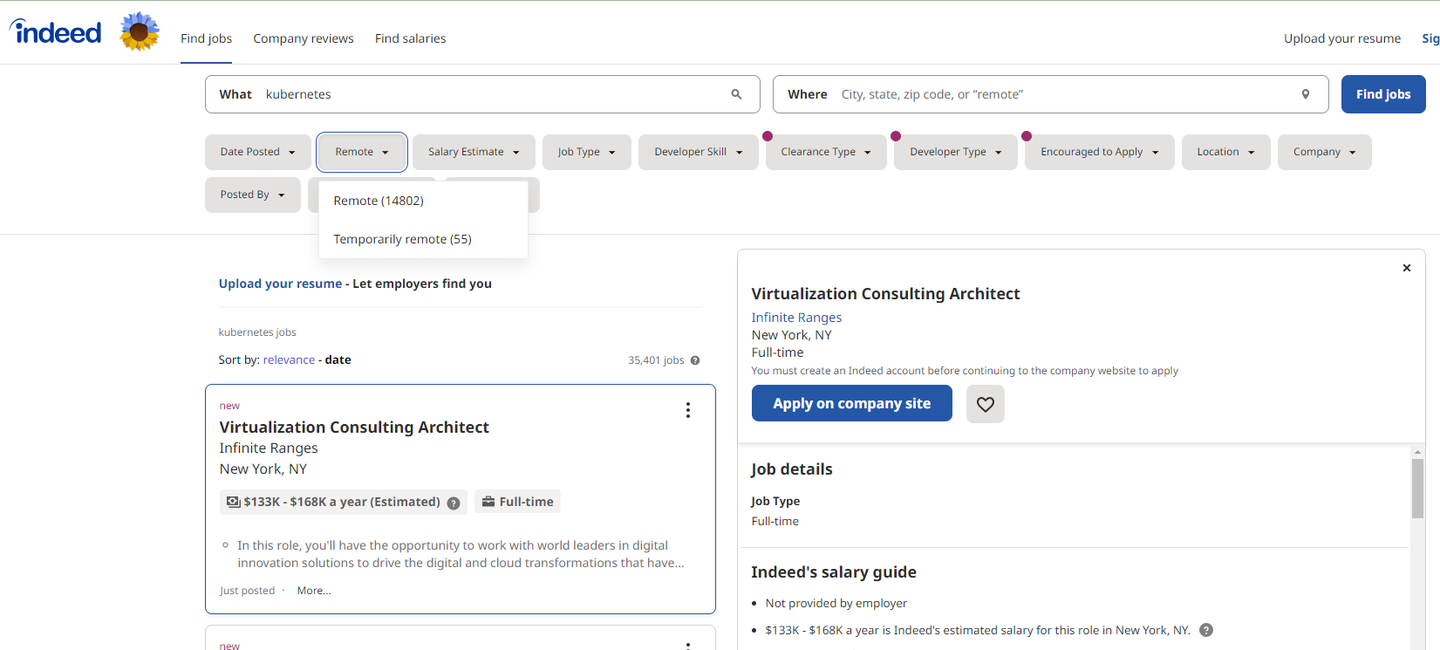 indeed
Find jobs
Company reviews
Find salaries
Upload your resume
Sig
What kubernetes
Where City, state, zip code, or “remote”
Find jobs
Date Posted
Remote
Salary Estimate
Job Type
Developer Skill
Clearance Type
Developer Type
Encouraged to Apply
Location
Company
Posted By
Remote (14802)
Temporarily remote (55)
Upload your resume - Let employers find you
kubernetes jobs
Sort by: relevance - date
35,401 jobs ?
new
Virtualization Consulting Architect
Infinite Ranges
New York, NY
$133K - $168K a year (Estimated) ?
Full-time
In this role, you'll have the opportunity to work with world leaders in digital
innovation solutions to drive the digital and cloud transformations that have...
Just posted · More...
new
Virtualization Consulting Architect
Infinite Ranges
New York, NY
Full-time
You must create an Indeed account before continuing to the company website to apply
Apply on company site
Job details
Job Type
Full-time
Indeed's salary guide
• Not provided by employer
• $133K - $168K a year is Indeed's estimated salary for this role in New York, NY. ?